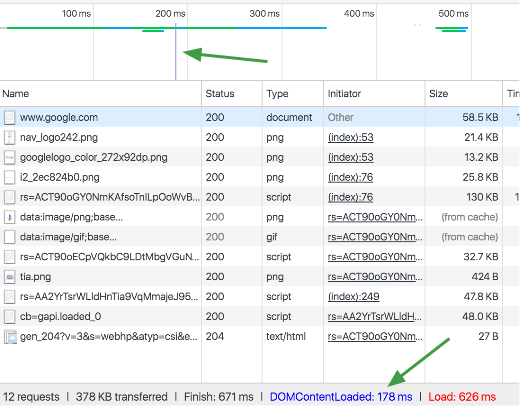 100 ms 200 ms 300 ms 400 ms 500 ms
Name Status Type Initiator Size
www.google.com 200 document Other 58.5 KB
nav_logo242.png 200 png (index):53 21.4 KB
googlelogo_color_272x92dp.png 200 png (index):53 13.2 KB
i2_2ec824b0.png 200 png (index):76 25.8 KB
rs=ACT90oGY0NmKAfsoTnILpOoWvB... 200 script (index):76 130 KB
data:image/png;base... 200 png rs=ACT90oGY0Nm... (from cache)
data:image/gif;base... 200 gif rs=ACT90oGY0Nm... (from cache)
rs=ACT90oECpVQkbC9LDtMbgVGuN... 200 script rs=ACT90oGY0Nm... 32.7 KB
tia.png 200 png rs=ACT90oGY0Nm... 424 B
rs=AA2YrTsrWLldHnTia9VqMmajeJ95... 200 script (index):249 47.8 KB
cb=gapi.loaded_0 200 script rs=AA2YrTsrWLldH... 48.0 KB
gen_204?v=3&s=webhp&atyp=csi&e... 204 text/html rs=ACT90oGY0Nm... 27 B
12 requests | 378 KB transferred | Finish: 671 ms | DOMContentLoaded: 178 ms | Load: 626 ms